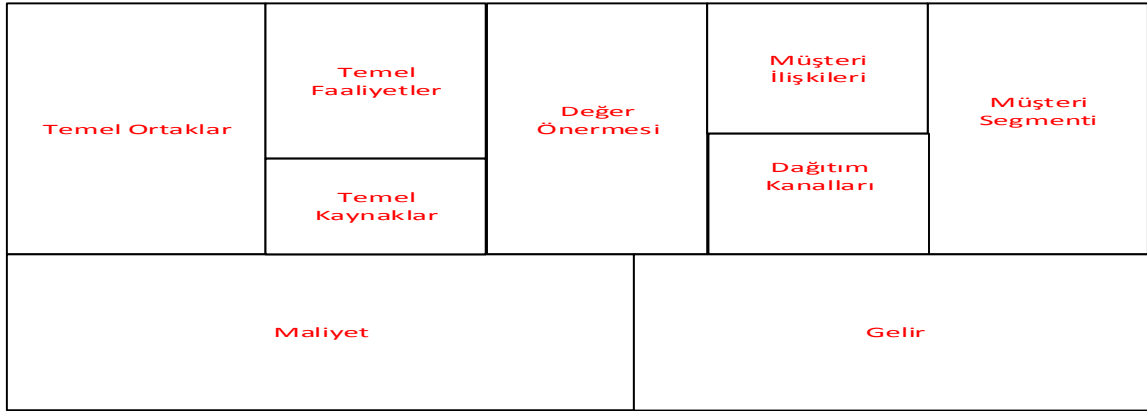 Temel Ortaklar
Temel
Faaliyetler
Temel
Kaynaklar
Değer
Önermesi
Müşteri
İlişkileri
Dağıtım
Kanalları
Müşteri
Segmenti
Maliyet
Gelir